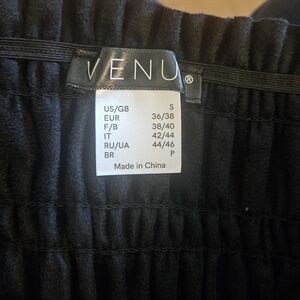 VENU
®
US/GB S
EUR 36/38
F/B 38/40
IT 42/44
RU/UA 44/46
BR P
Made in China